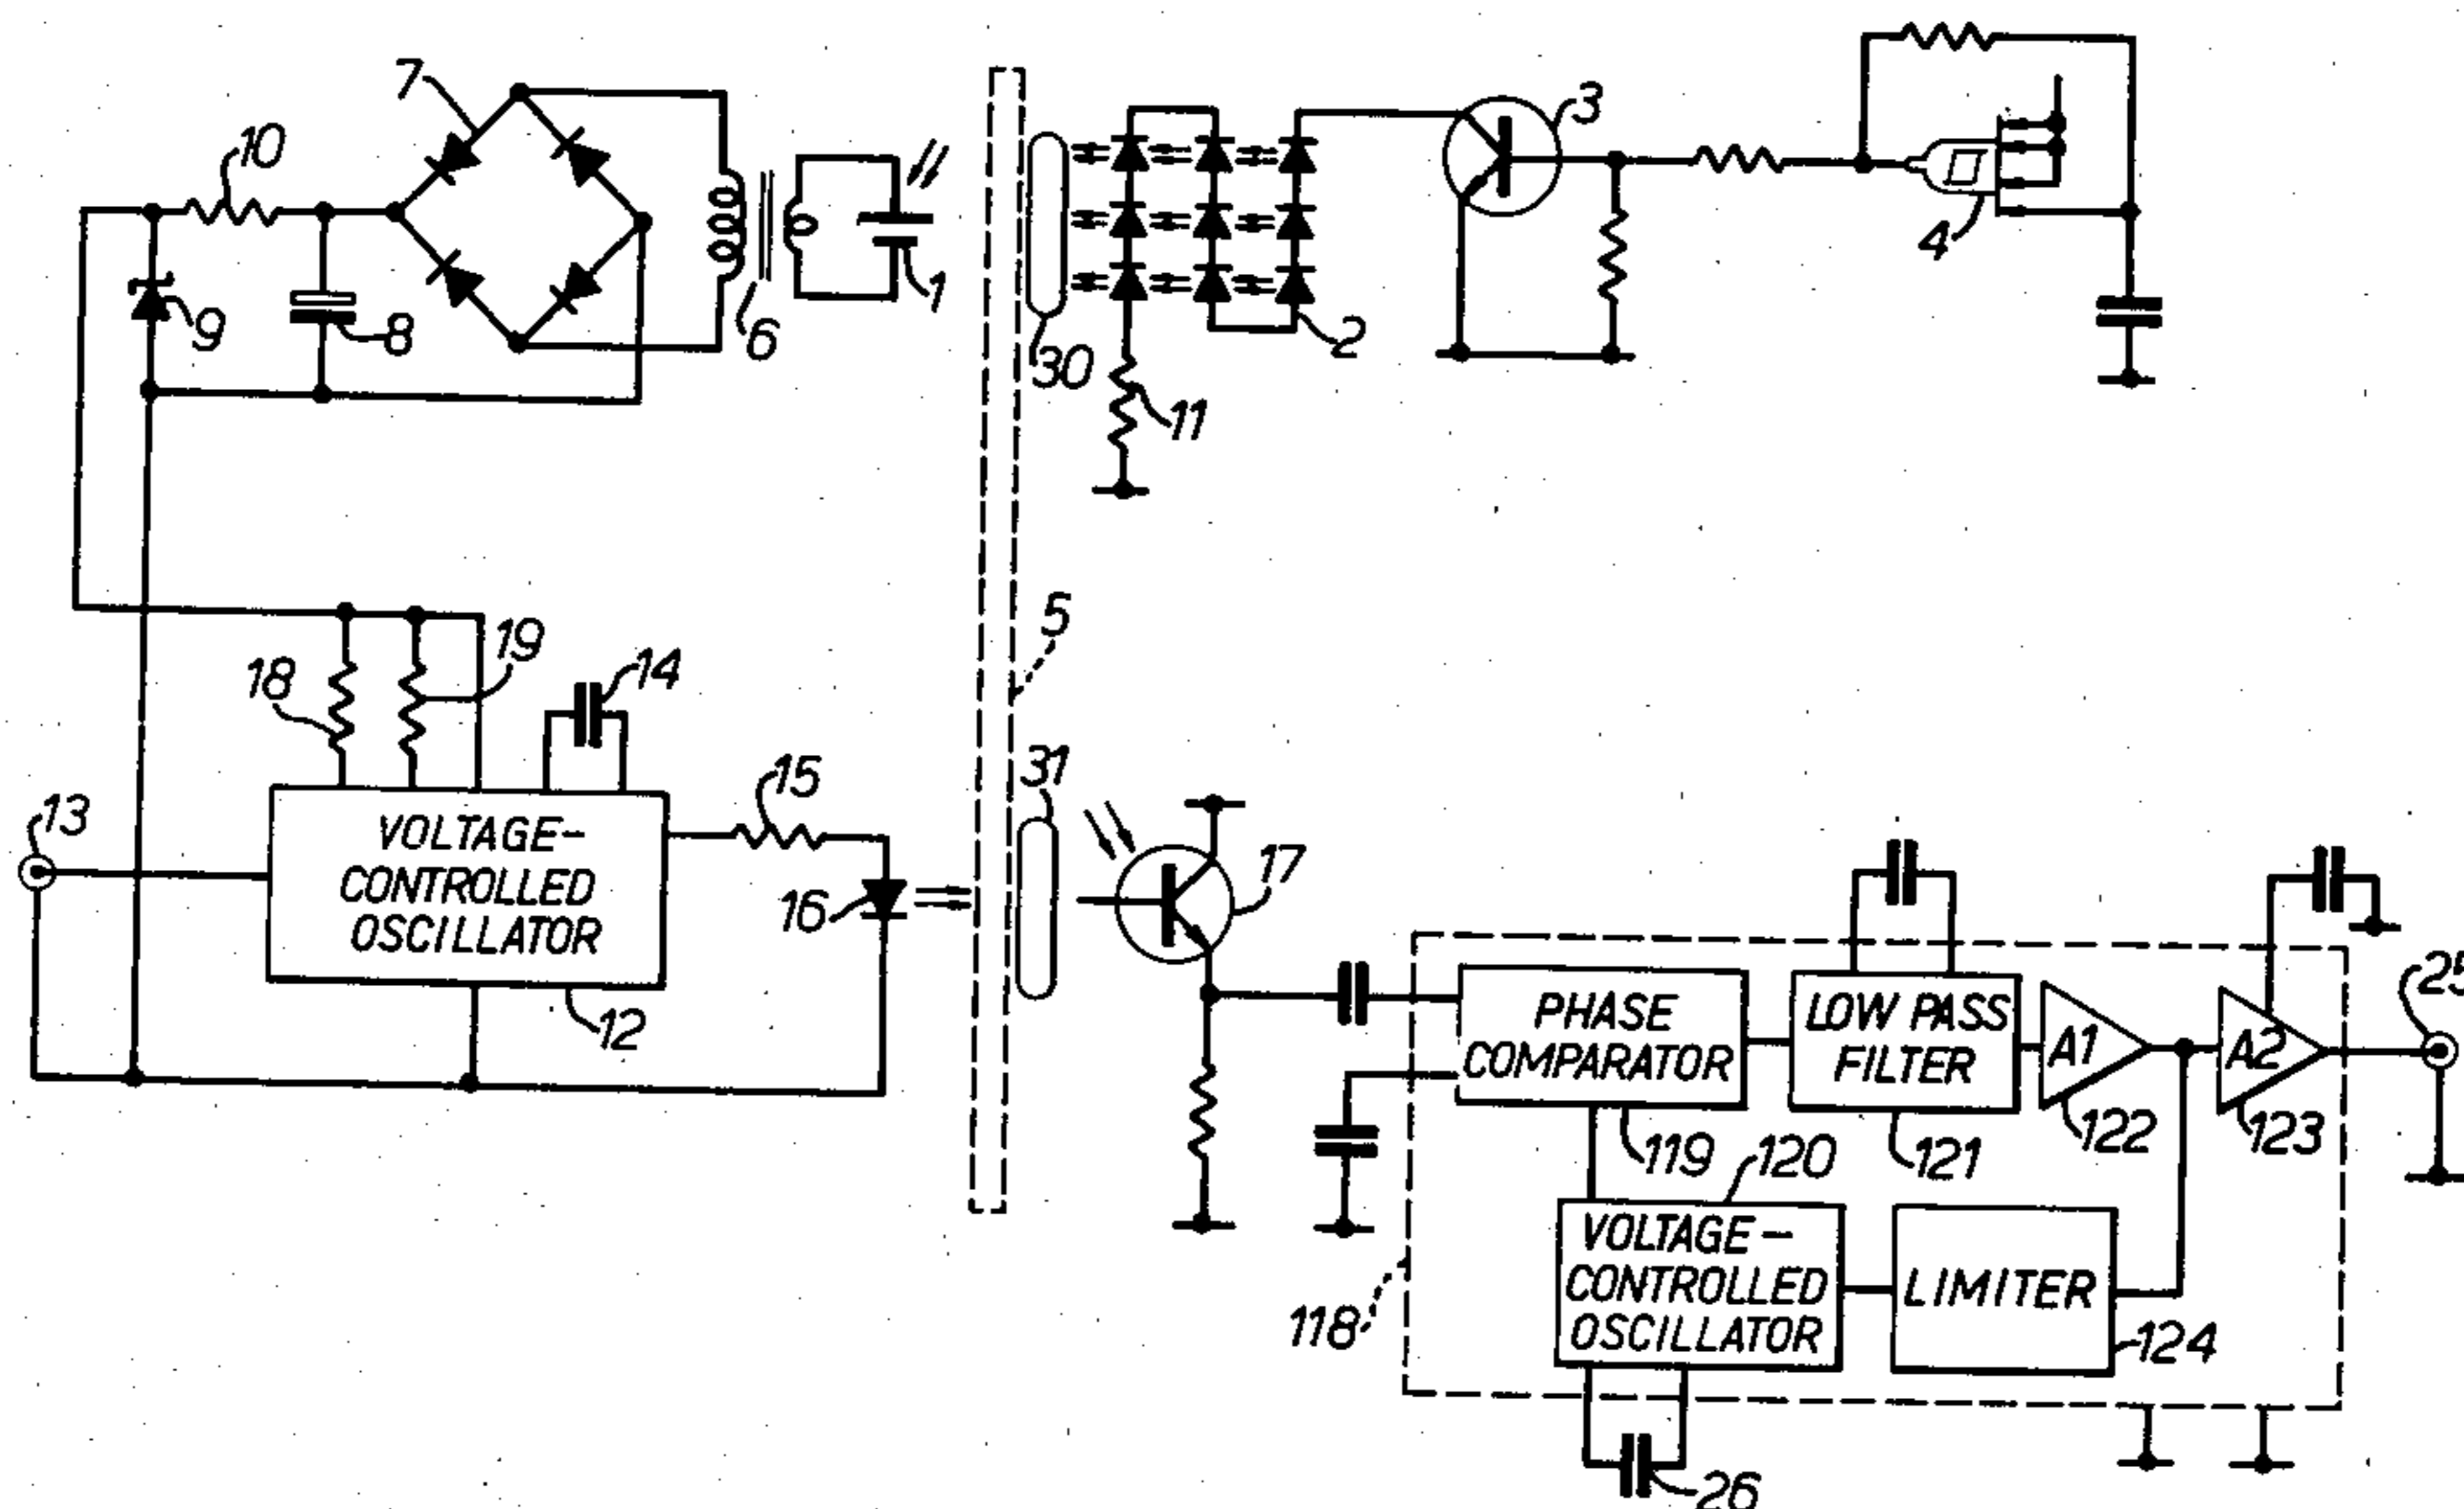 7
3
10
4
1
9
8
6
30
2
11
5
19
18
14
15
31
13
VOLTAGE-
CONTROLLED
OSCILLATOR
16
17
12
25
PHASE
COMPARATOR
LOW PASS
FILTER
A1
A2
119
120
121
122
123
VOLTAGE-
CONTROLLED
OSCILLATOR
LIMITER
118
124
26